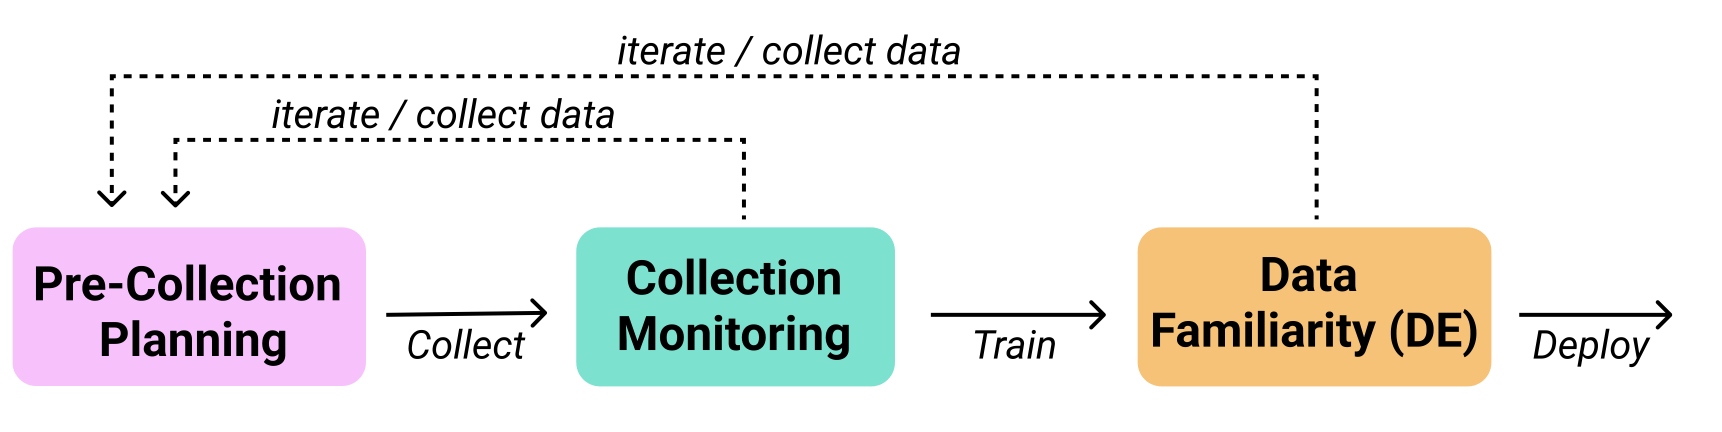 iterate / collect data
iterate / collect data
Pre-Collection
Planning
Collect
Collection
Monitoring
Train
Data
Familiarity (DE)
Deploy